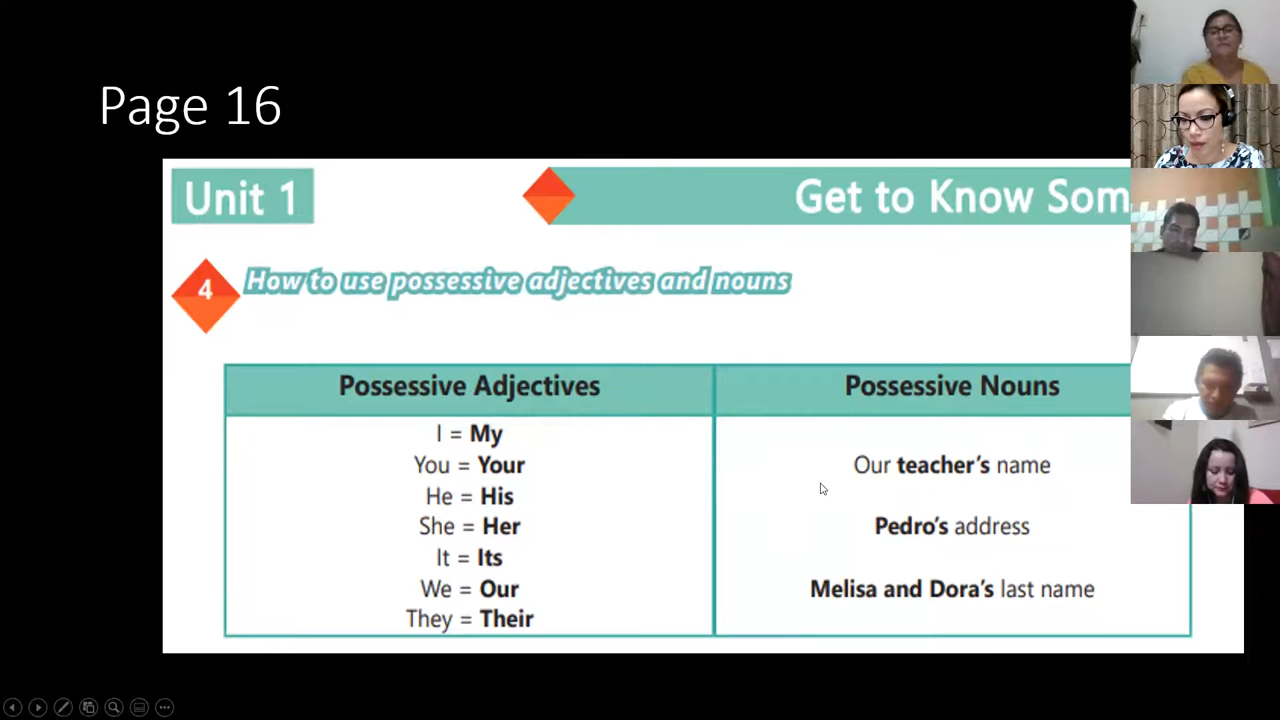 Page 16
Unit 1
Get to Know Som
4
How to use possessive adjectives and nouns
Possessive Adjectives
I = My
You = Your
He = His
She = Her
It = Its
We = Our
They = Their
Possessive Nouns
Our teacher's name
Pedro's address
Melisa and Dora's last name